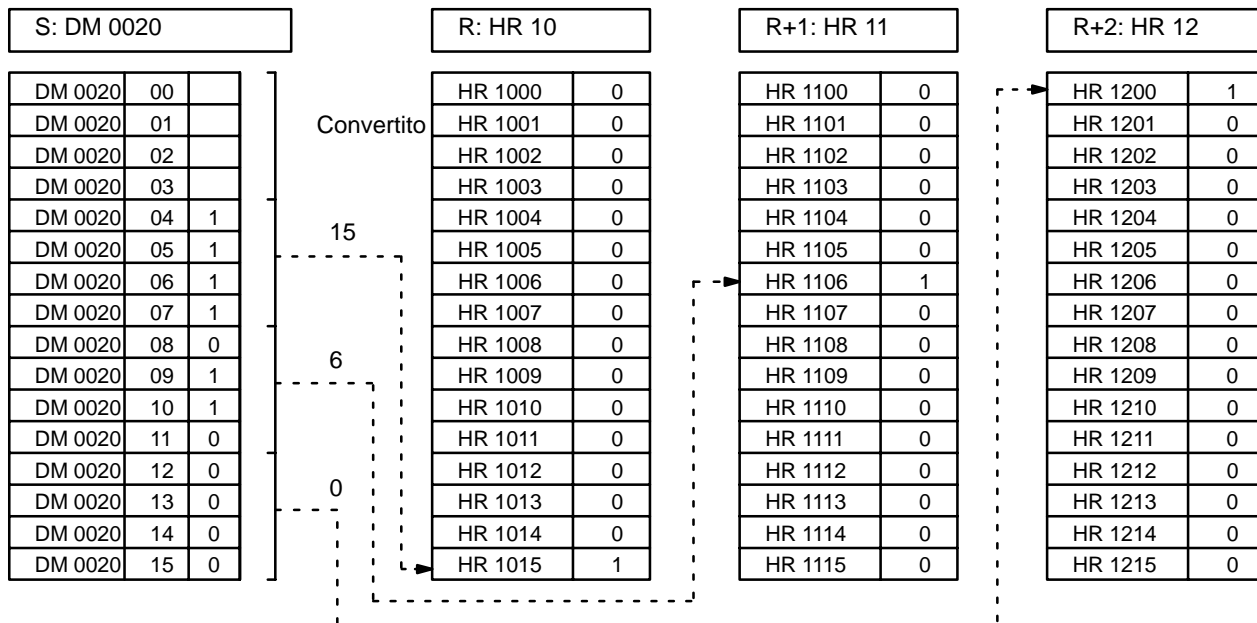 S: DM 0020 R: HR 10 R+1: HR 11 R+2: HR 12
DM 0020 00 HR 1000 0 HR 1100 0 HR 1200 1
DM 0020 01 Convertito HR 1001 0 HR 1101 0 HR 1201 0
DM 0020 02 HR 1002 0 HR 1102 0 HR 1202 0
DM 0020 03 HR 1003 0 HR 1103 0 HR 1203 0
DM 0020 04 1 15 HR 1004 0 HR 1104 0 HR 1204 0
DM 0020 05 1 HR 1005 0 HR 1105 0 HR 1205 0
DM 0020 06 1 HR 1006 0 HR 1106 1 HR 1206 0
DM 0020 07 1 HR 1007 0 HR 1107 0 HR 1207 0
DM 0020 08 0 6 HR 1008 0 HR 1108 0 HR 1208 0
DM 0020 09 1 HR 1009 0 HR 1109 0 HR 1209 0
DM 0020 10 1 HR 1010 0 HR 1110 0 HR 1210 0
DM 0020 11 0 HR 1011 0 HR 1111 0 HR 1211 0
DM 0020 12 0 0 HR 1012 0 HR 1112 0 HR 1212 0
DM 0020 13 0 HR 1013 0 HR 1113 0 HR 1213 0
DM 0020 14 0 HR 1014 0 HR 1114 0 HR 1214 0
DM 0020 15 0 HR 1015 1 HR 1115 0 HR 1215 0